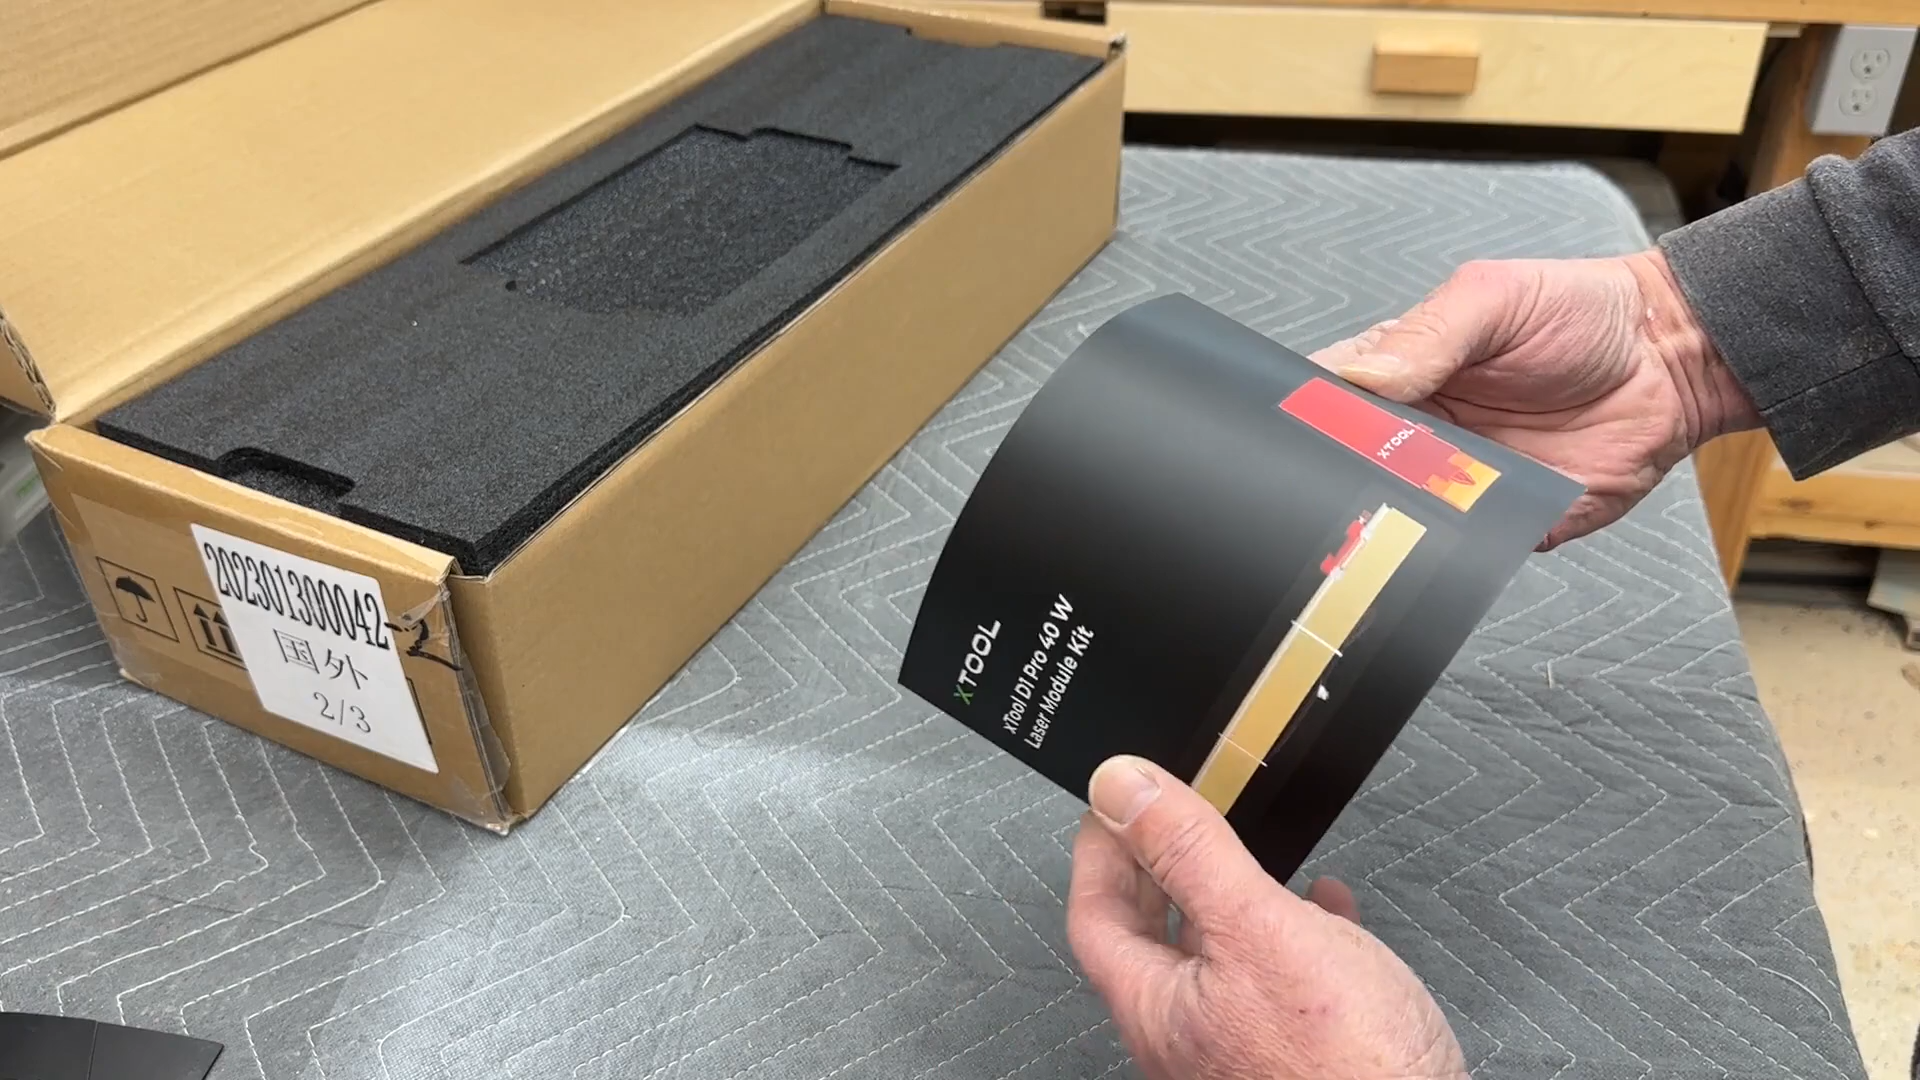 202301300042-2
国外
2/3
XTOOL
xTool D1 Pro 40 W
Laser Module Kit
XTOOL